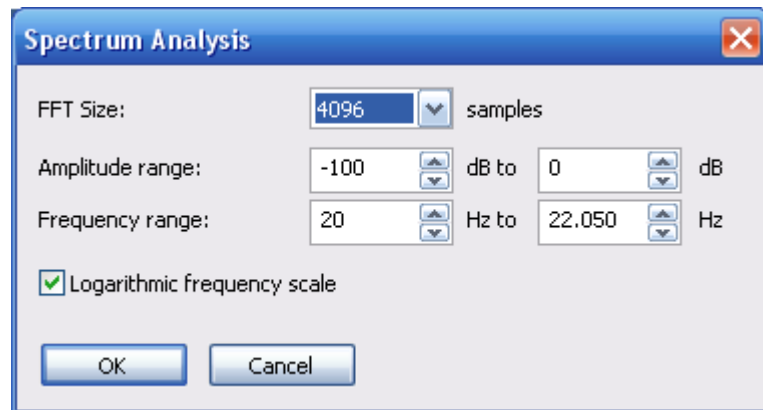 Spectrum Analysis
FFT Size: 4096 samples
Amplitude range: -100 dB to 0 dB
Frequency range: 20 Hz to 22.050 Hz
Logarithmic frequency scale
OK Cancel